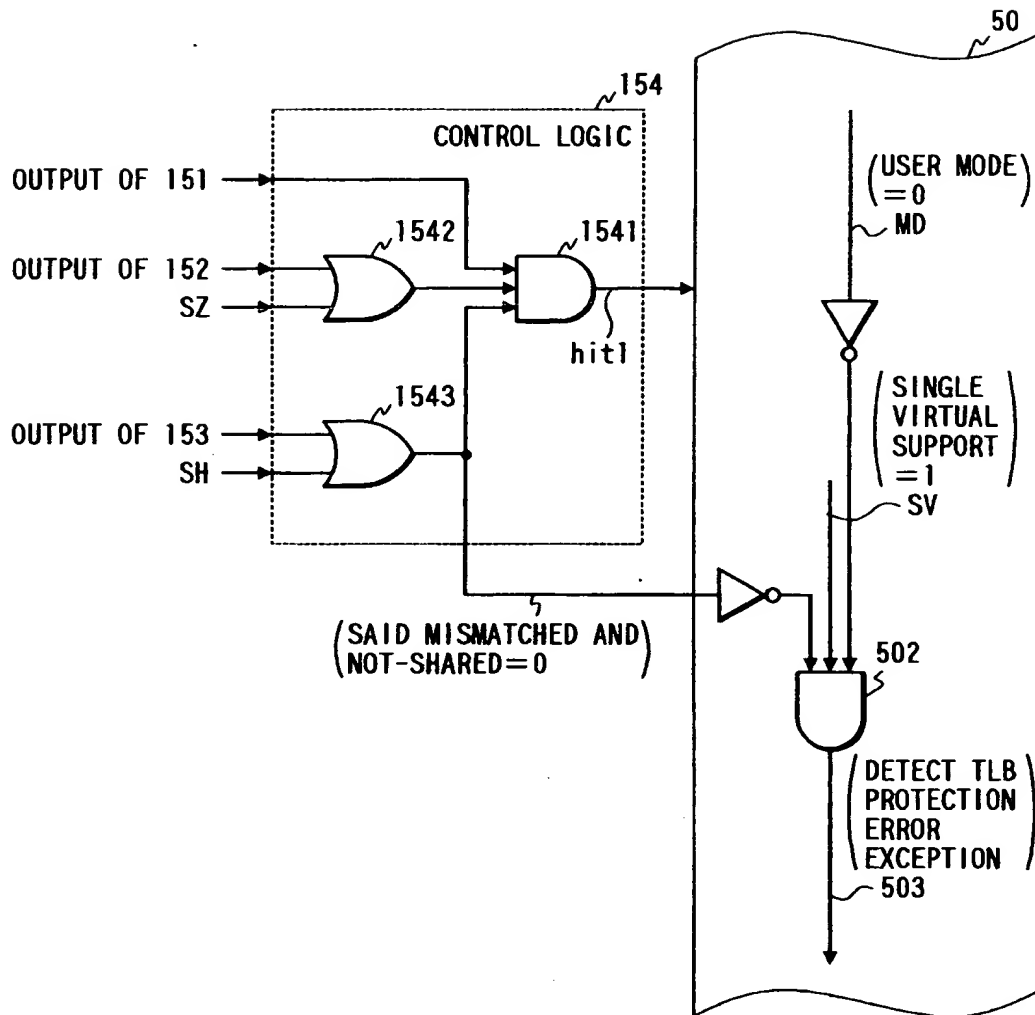 50
154
CONTROL LOGIC
OUTPUT OF 151
(USER MODE
=0)
MD
1542
1541
OUTPUT OF 152
SZ
hit1
1543
(SINGLE
VIRTUAL
SUPPORT
=1)
SV
OUTPUT OF 153
SH
(SAID MISMATCHED AND
NOT-SHARED=0)
502
(DETECT TLB
PROTECTION
ERROR
EXCEPTION)
503